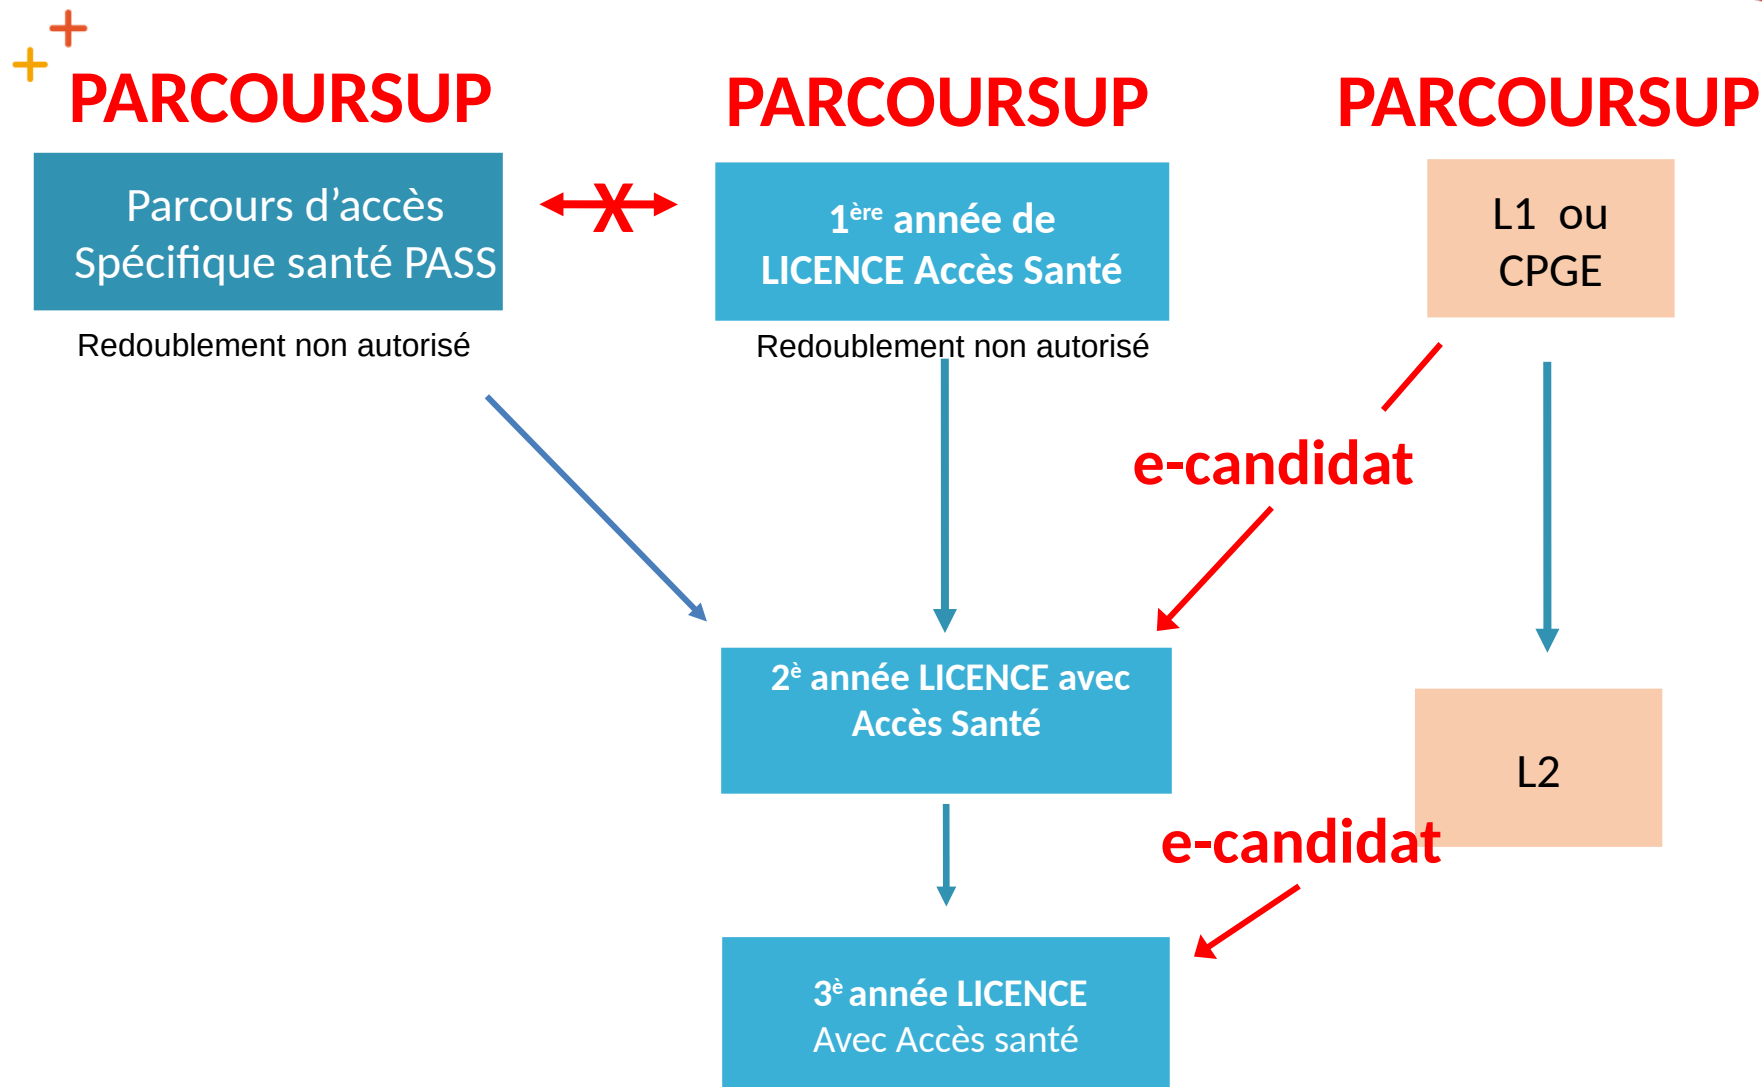 PARCOURSUP
PARCOURSUP
PARCOURSUP
Parcours d’accès
Spécifique santé PASS
X
1ère année de
LICENCE Accès Santé
L1 ou
CPGE
Redoublement non autorisé
Redoublement non autorisé
e-candidat
2è année LICENCE avec
Accès Santé
L2
e-candidat
3è année LICENCE
Avec Accès santé